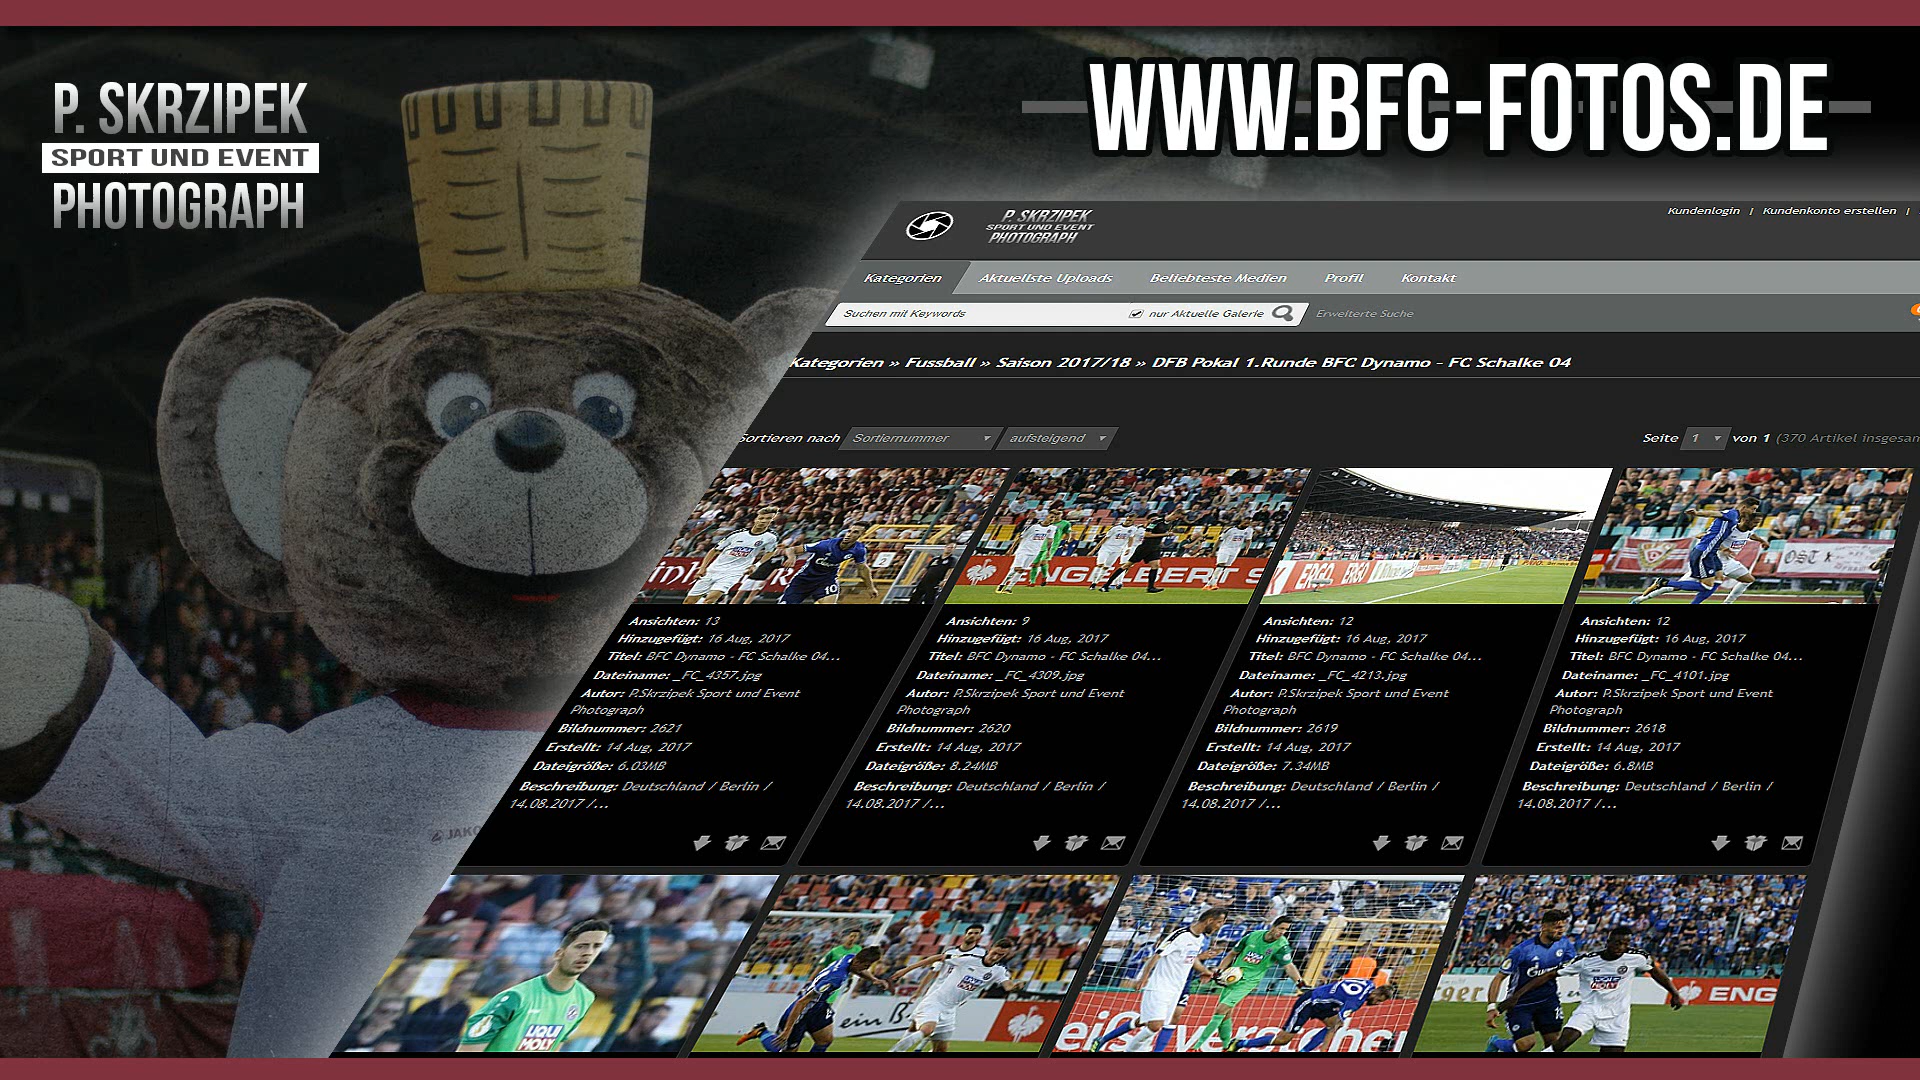 P. SKRZIPEK
SPORT UND EVENT
PHOTOGRAPH
WWW.BFC-FOTOS.DE
P. SKRZIPEK
SPORT UND EVENT
PHOTOGRAPH
Kundenlogin | Kundenkonto erstellen |
Kategorien Aktuellste Uploads Beliebteste Medien Profil Kontakt
Suchen mit Keywords nur Aktuelle Galerie Erweiterte Suche
Kategorien » Fussball » Saison 2017/18 » DFB Pokal 1.Runde BFC Dynamo - FC Schalke 04
Sortieren nach Sortiernummer aufsteigend Seite 1 von 1 (370 Artikel insgesam
ENGELBERT S
ERGO ERGO
OST
10
Ansichten: 13
Hinzugefügt: 16 Aug, 2017
Titel: BFC Dynamo - FC Schalke 04...
Dateiname: _FC_4357.jpg
Autor: P.Skrzipek Sport und Event
Photograph
Bildnummer: 2621
Erstellt: 14 Aug, 2017
Dateigröße: 6.03MB
Beschreibung: Deutschland / Berlin /
14.08.2017 /...
Ansichten: 9
Hinzugefügt: 16 Aug, 2017
Titel: BFC Dynamo - FC Schalke 04...
Dateiname: _FC_4309.jpg
Autor: P.Skrzipek Sport und Event
Photograph
Bildnummer: 2620
Erstellt: 14 Aug, 2017
Dateigröße: 8.24MB
Beschreibung: Deutschland / Berlin /
14.08.2017 /...
Ansichten: 12
Hinzugefügt: 16 Aug, 2017
Titel: BFC Dynamo - FC Schalke 04...
Dateiname: _FC_4213.jpg
Autor: P.Skrzipek Sport und Event
Photograph
Bildnummer: 2619
Erstellt: 14 Aug, 2017
Dateigröße: 7.34MB
Beschreibung: Deutschland / Berlin /
14.08.2017 /...
Ansichten: 12
Hinzugefügt: 16 Aug, 2017
Titel: BFC Dynamo - FC Schalke 04...
Dateiname: _FC_4101.jpg
Autor: P.Skrzipek Sport und Event
Photograph
Bildnummer: 2618
Erstellt: 14 Aug, 2017
Dateigröße: 6.8MB
Beschreibung: Deutschland / Berlin /
14.08.2017 /...
JAKO
LIQUI
MOLY
ein B
ENG